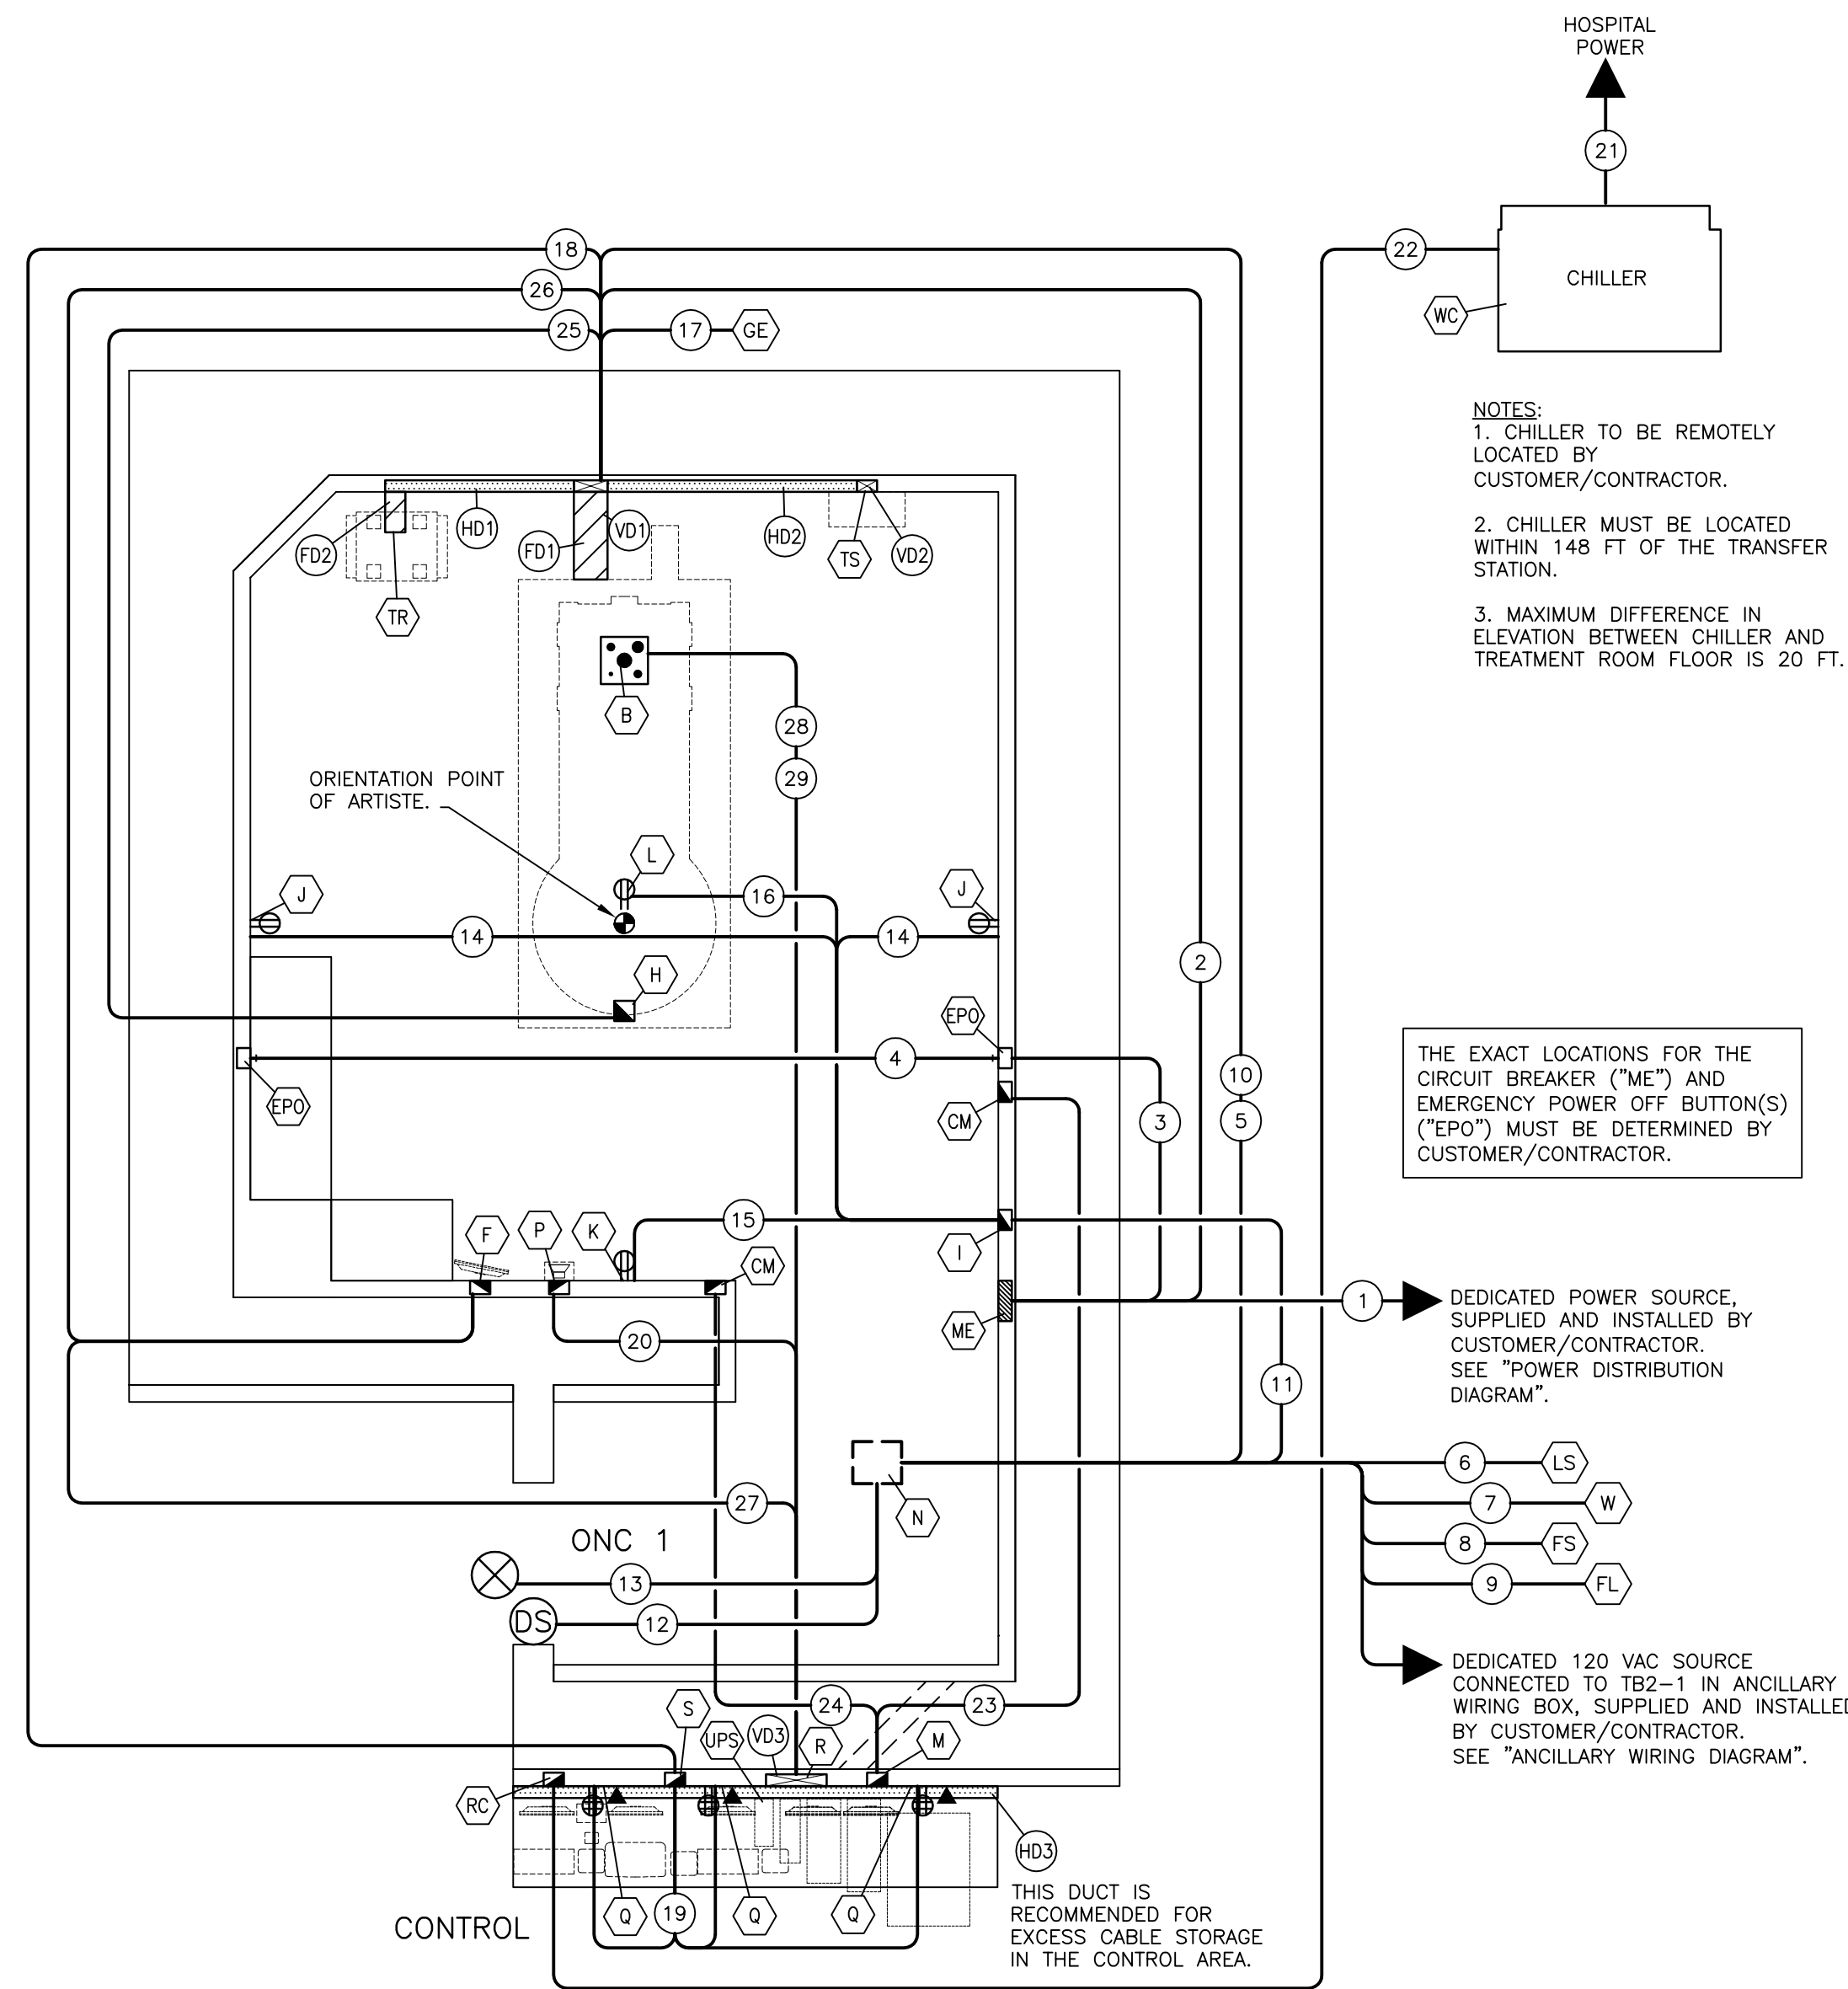 HOSPITAL
POWER
21
18
22
26
CHILLER
25
17
GE
WC
NOTES:
1. CHILLER TO BE REMOTELY
LOCATED BY
CUSTOMER/CONTRACTOR.
2. CHILLER MUST BE LOCATED
WITHIN 148 FT OF THE TRANSFER
STATION.
3. MAXIMUM DIFFERENCE IN
ELEVATION BETWEEN CHILLER AND
TREATMENT ROOM FLOOR IS 20 FT.
HD1
VD1
HD2
FD2
FD1
TS
VD2
TR
B
28
29
ORIENTATION POINT
OF ARTISTE.
L
J
16
J
14
14
2
H
EPO
4
EPO
CM
3
10
5
THE EXACT LOCATIONS FOR THE
CIRCUIT BREAKER ("ME") AND
EMERGENCY POWER OFF BUTTON(S)
("EPO") MUST BE DETERMINED BY
CUSTOMER/CONTRACTOR.
F
P
K
15
I
CM
ME
1
DEDICATED POWER SOURCE,
SUPPLIED AND INSTALLED BY
CUSTOMER/CONTRACTOR.
SEE "POWER DISTRIBUTION
DIAGRAM".
20
11
6
LS
27
N
7
W
ONC 1
8
FS
13
9
FL
DS
12
DEDICATED 120 VAC SOURCE
CONNECTED TO TB2-1 IN ANCILLARY
WIRING BOX, SUPPLIED AND INSTALLED
BY CUSTOMER/CONTRACTOR.
SEE "ANCILLARY WIRING DIAGRAM".
S
24
23
UPS
VD3
R
M
RC
HD3
THIS DUCT IS
RECOMMENDED FOR
EXCESS CABLE STORAGE
IN THE CONTROL AREA.
Q
19
Q
Q
CONTROL